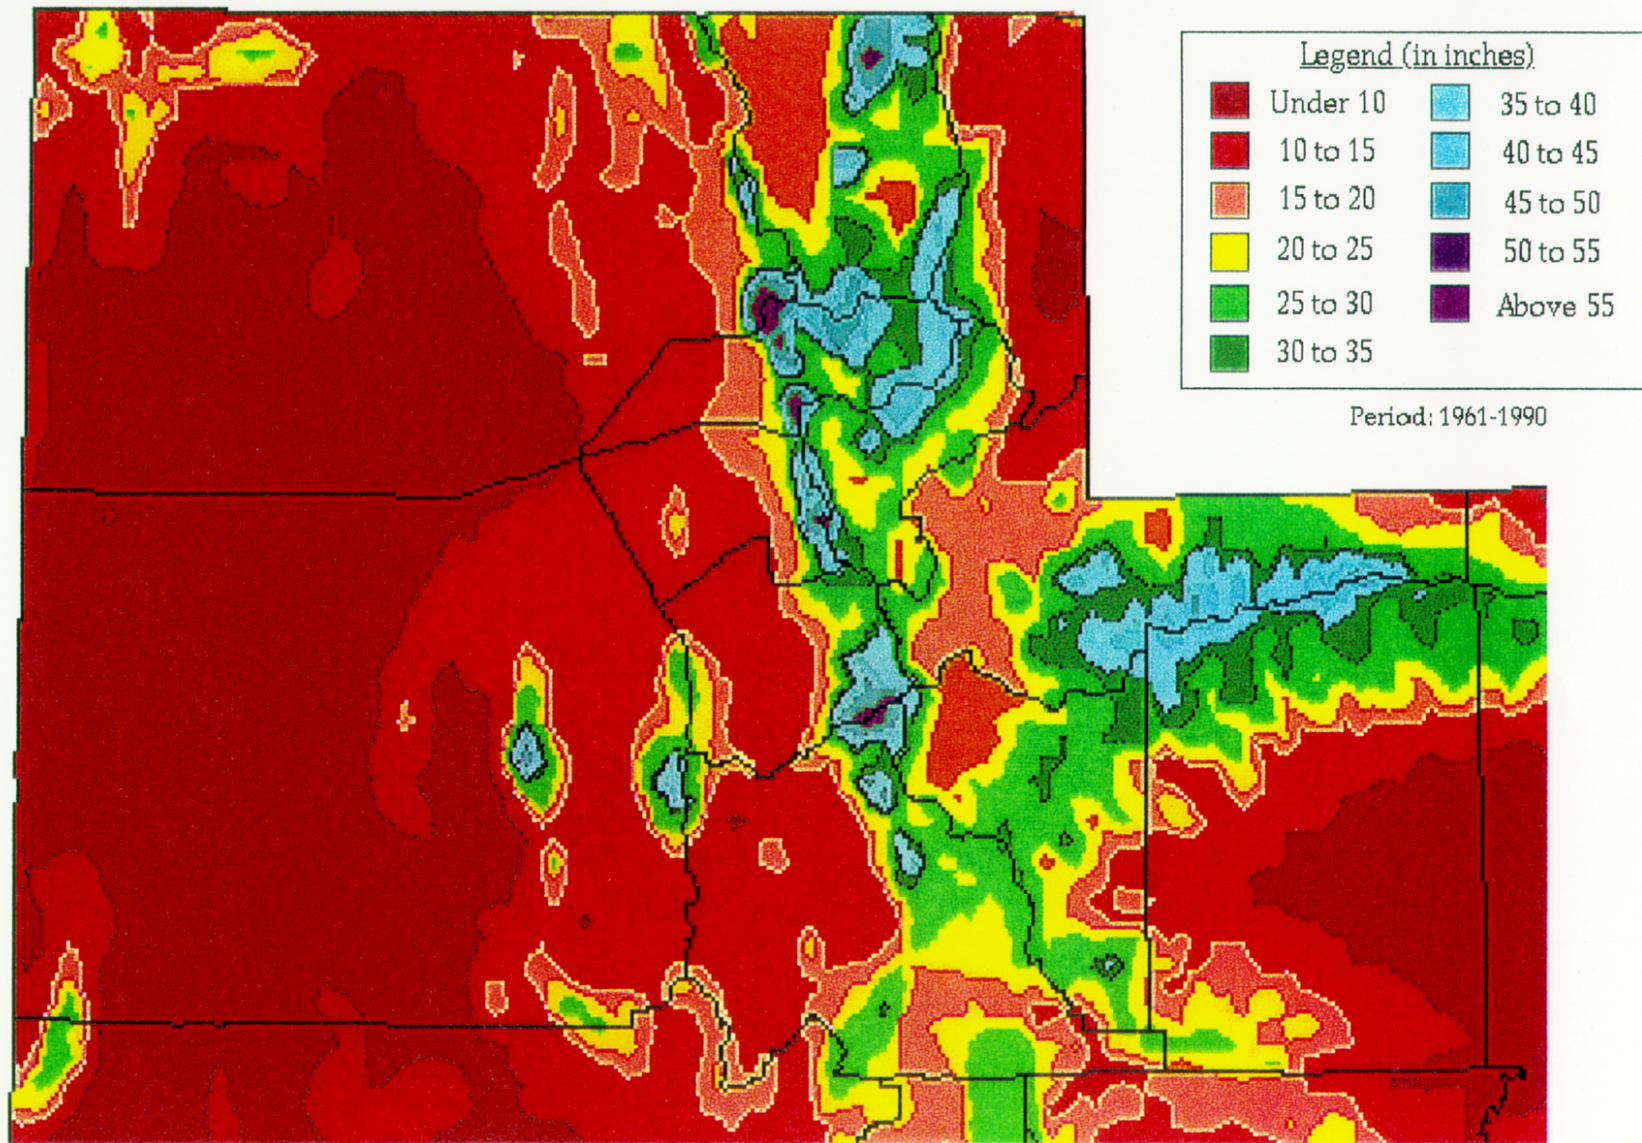 Legend (in inches)
Under 10
10 to 15
15 to 20
20 to 25
25 to 30
30 to 35
35 to 40
40 to 45
45 to 50
50 to 55
Above 55
Period: 1961-1990